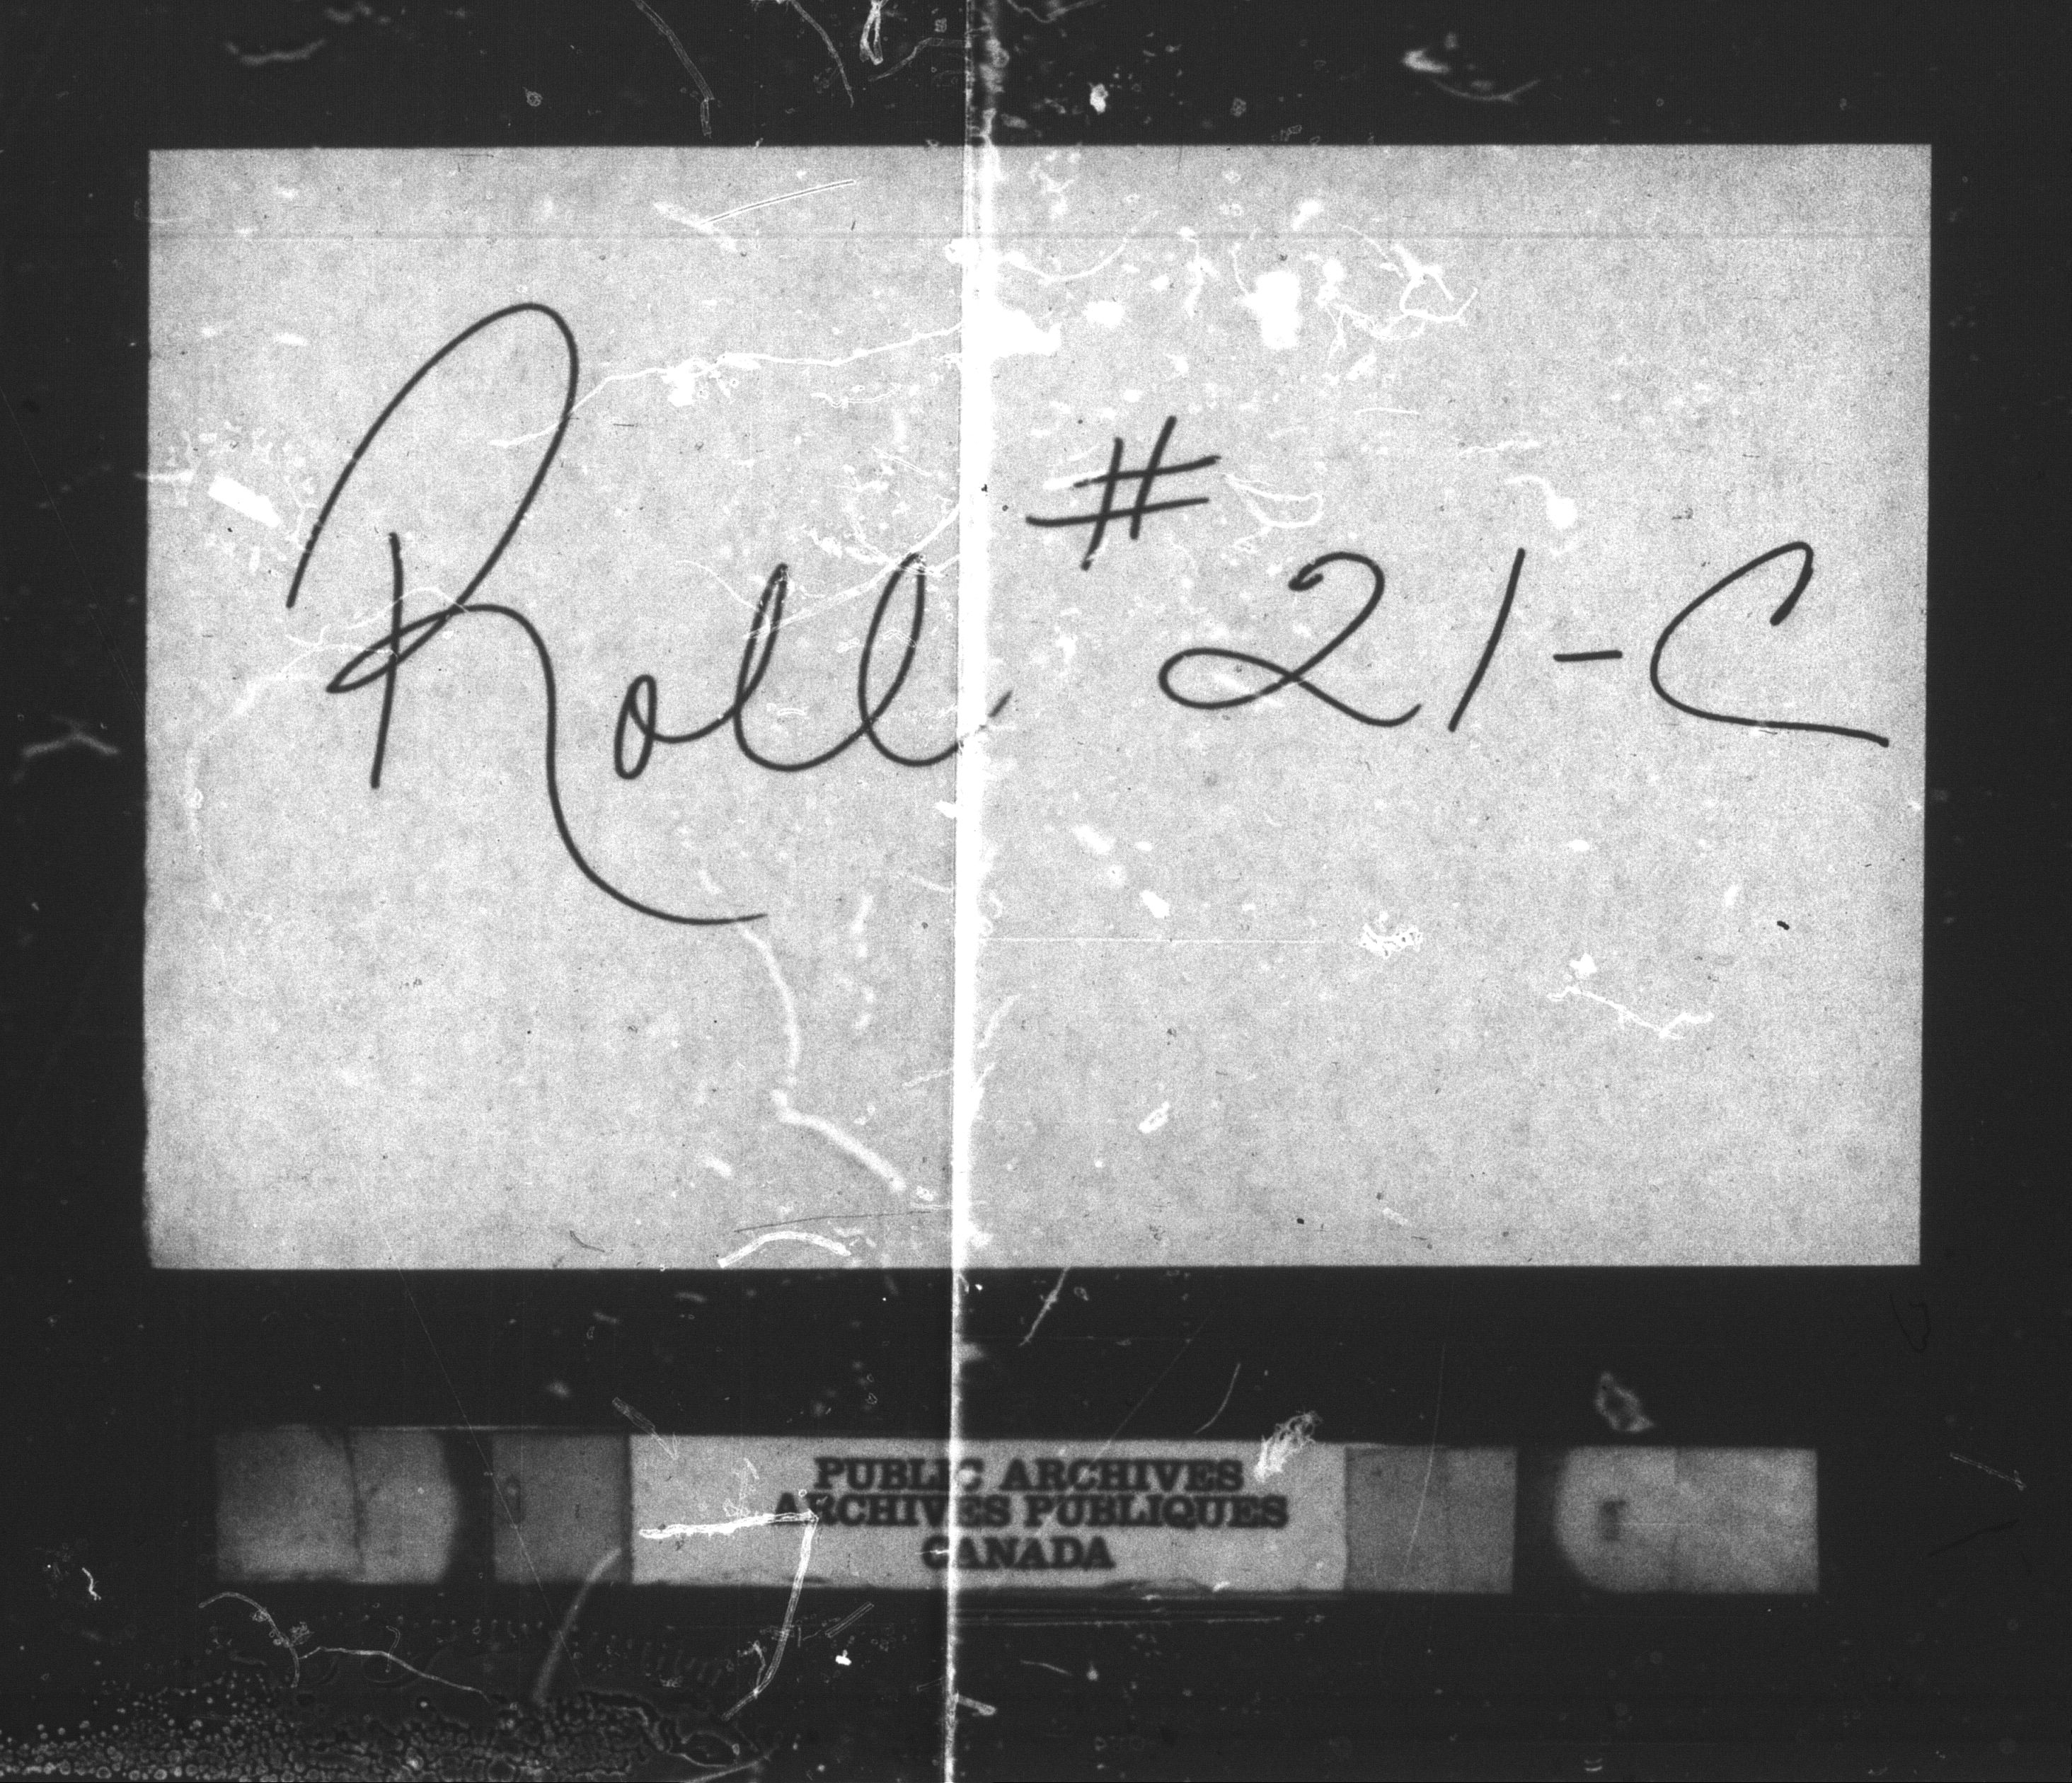 Roll # 21-C
PUBLIC ARCHIVES
ARCHIVES PUBLIQUES
CANADA